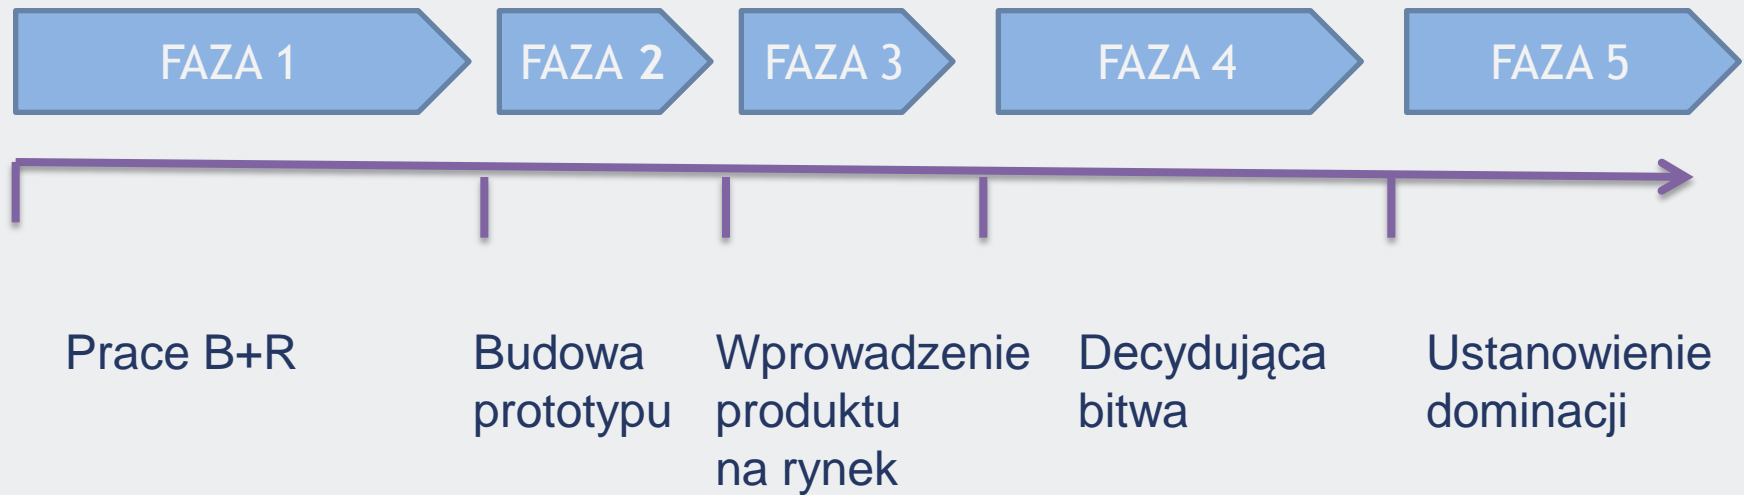 FAZA 1
FAZA 2
FAZA 3
FAZA 4
FAZA 5
Prace B+R
Budowa
prototypu
Wprowadzenie
produktu
na rynek
Decydująca
bitwa
Ustanowienie
dominacji